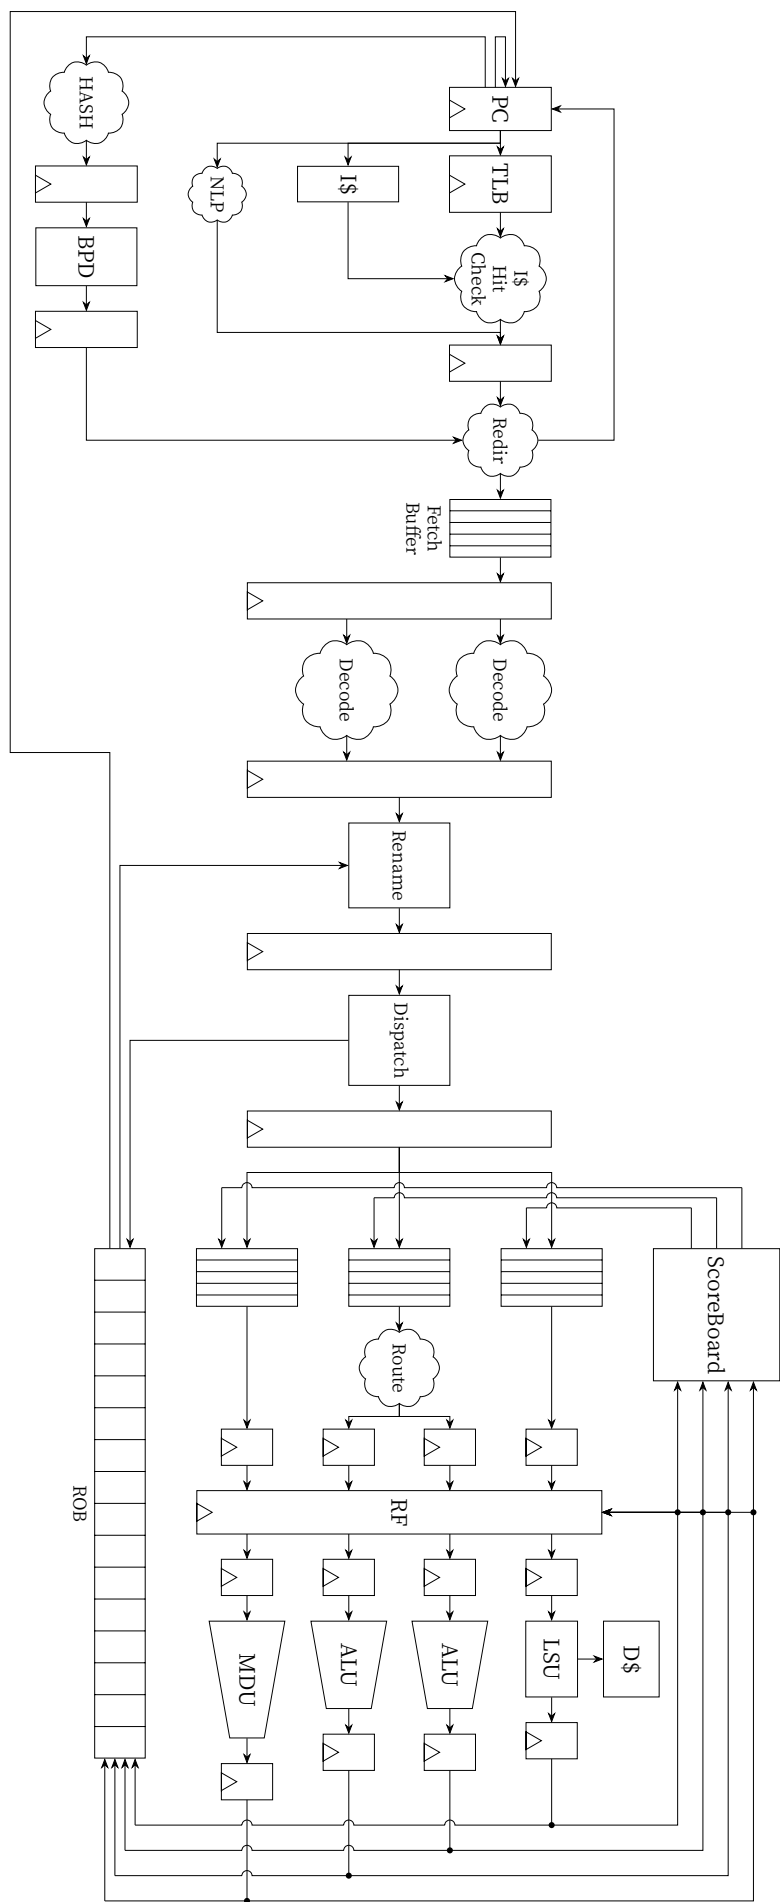 PC
HASH
TLB
I$
NLP
I$
Hit
Check
BPD
Redir
Fetch
Buffer
Decode
Decode
Rename
Dispatch
ScoreBoard
Route
ROB
RF
D$
LSU
ALU
ALU
MDU